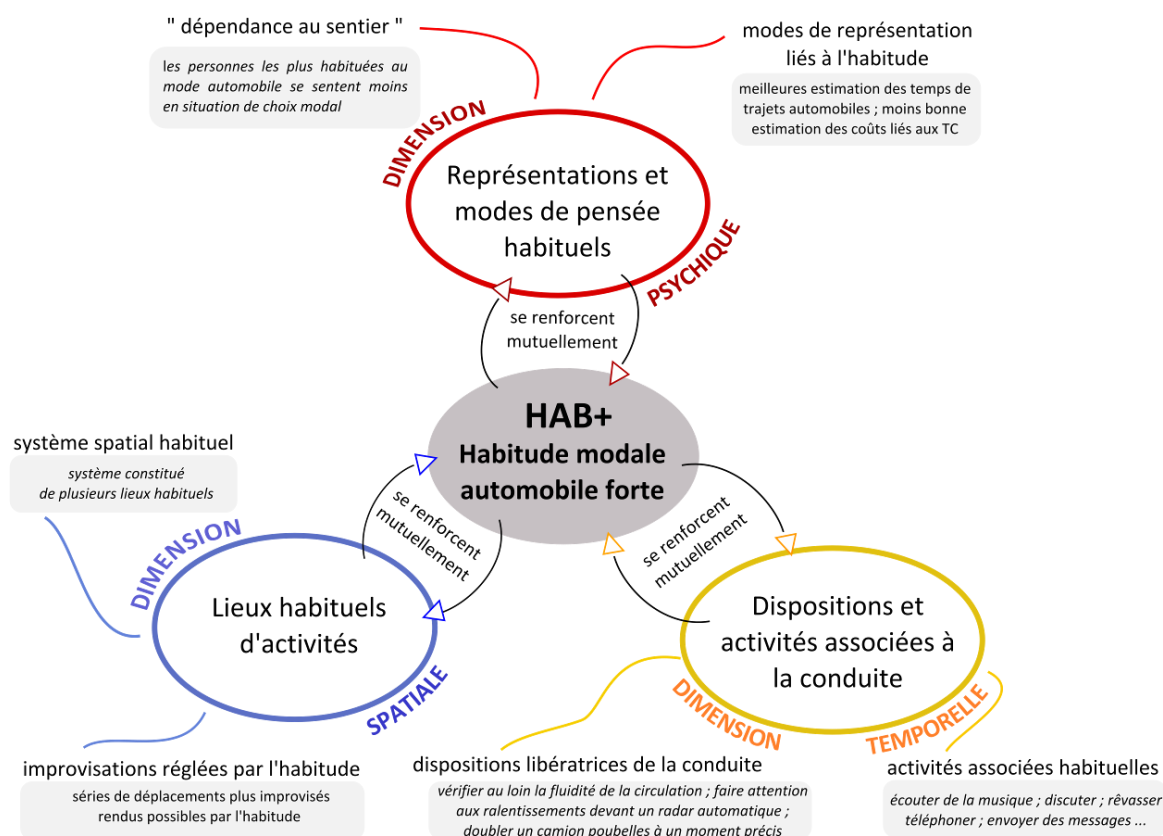 " dépendance au sentier "
les personnes les plus habituées au
mode automobile se sentent moins
en situation de choix modal
modes de représentation
liés à l'habitude
meilleures estimation des temps de
trajets automobiles ; moins bonne
estimation des coûts liés aux TC
DIMENSION
PSYCHIQUE
Représentations et
modes de pensée
habituels
se renforcent
mutuellement
HAB+
Habitude modale
automobile forte
système spatial habituel
système constitué
de plusieurs lieux habituels
se renforcent
mutuellement
se renforcent
mutuellement
DIMENSION
SPATIALE
Lieux habituels
d'activités
Dispositions et
activités associées à
la conduite
DIMENSION
TEMPORELLE
improvisations réglées par l'habitude
séries de déplacements plus improvisés
rendus possibles par l'habitude
dispositions libératrices de la conduite
vérifier au loin la fluidité de la circulation ; faire attention
aux ralentissements devant un radar automatique ;
doubler un camion poubelles à un moment précis
activités associées habituelles
écouter de la musique ; discuter ; rêvasser
téléphoner ; envoyer des messages ...